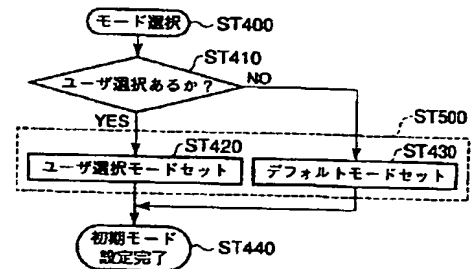 モード選択 ST400
ST410
ユーザ選択あるか？ NO
YES
ST500
ST420 ST430
ユーザ選択モードセット デフォルトモードセット
初期モード
設定完了 ST440